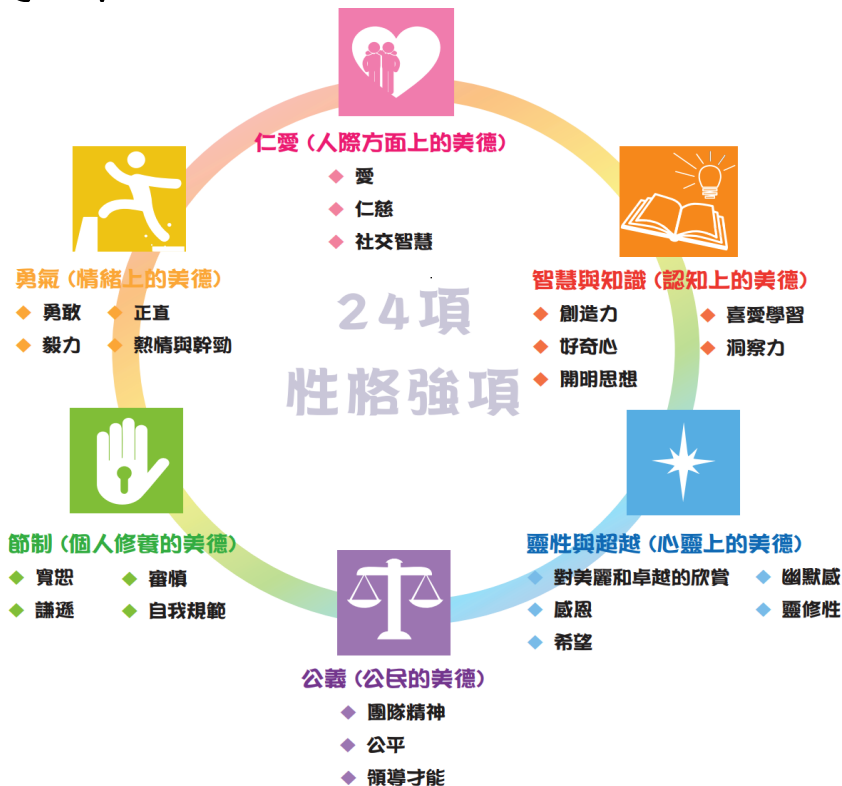 仁愛 (人際方面上的美德)
◆ 愛
◆ 仁慈
◆ 社交智慧
勇氣 (情緒上的美德)
◆ 勇敢 ◆ 正直
◆ 毅力 ◆ 熱情與幹勁
智慧與知識 (認知上的美德)
◆ 創造力 ◆ 喜愛學習
◆ 好奇心 ◆ 洞察力
◆ 開明思想
24項
性格強項
節制 (個人修養的美德)
◆ 寬恕 ◆ 審慎
◆ 謙遜 ◆ 自我規範
靈性與超越 (心靈上的美德)
◆ 對美麗和卓越的欣賞 ◆ 幽默感
◆ 感恩 ◆ 靈修性
◆ 希望
公義 (公民的美德)
◆ 團隊精神
◆ 公平
◆ 領導才能